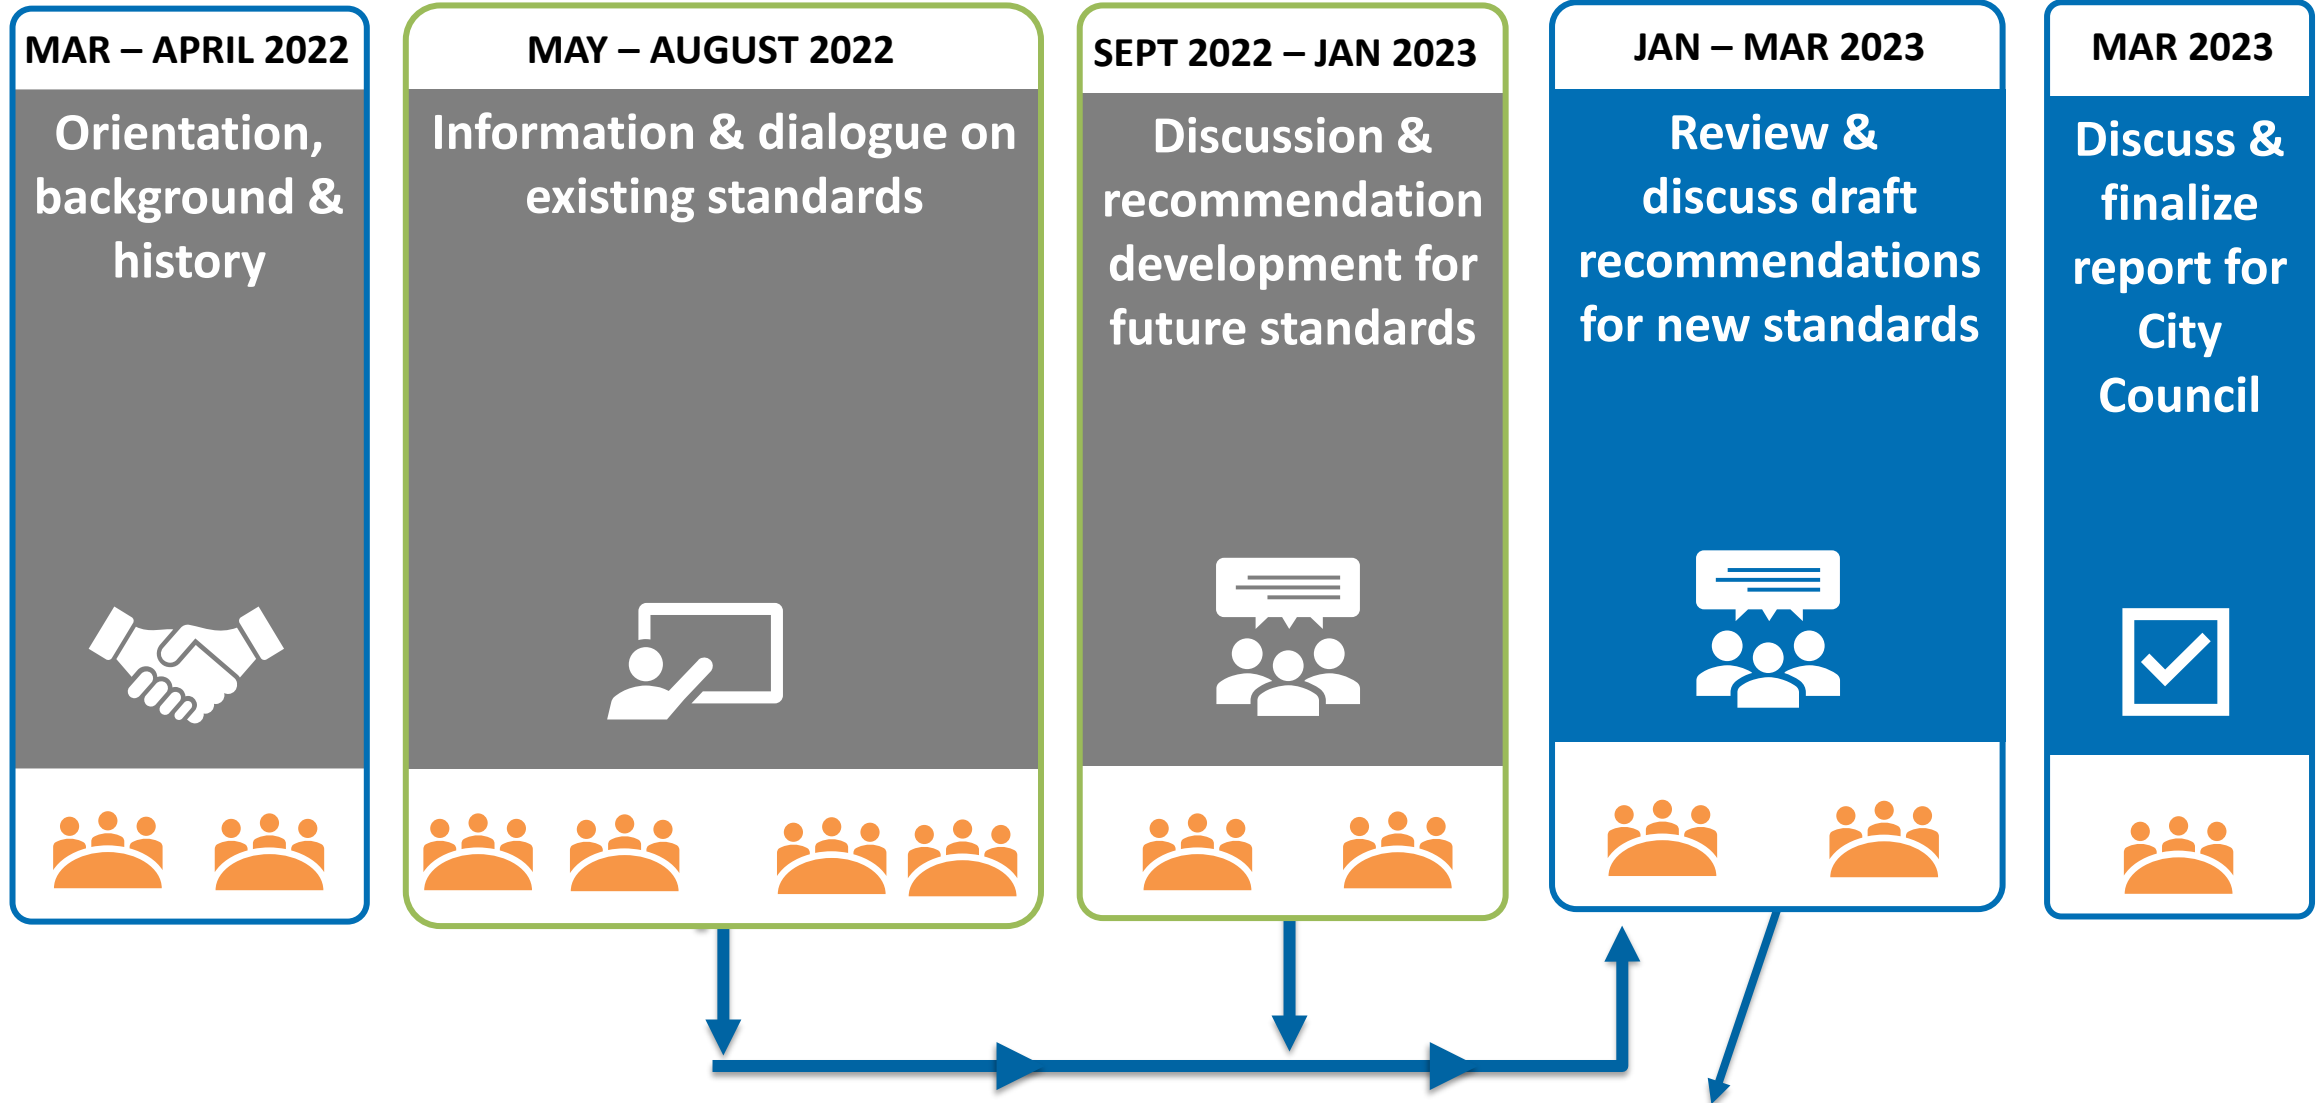 MAR – APRIL 2022
Orientation,
background &
history
MAY – AUGUST 2022
Information & dialogue on
existing standards
SEPT 2022 – JAN 2023
Discussion &
recommendation
development for
future standards
JAN – MAR 2023
Review &
discuss draft
recommendations
for new standards
MAR 2023
Discuss &
finalize
report for
City
Council